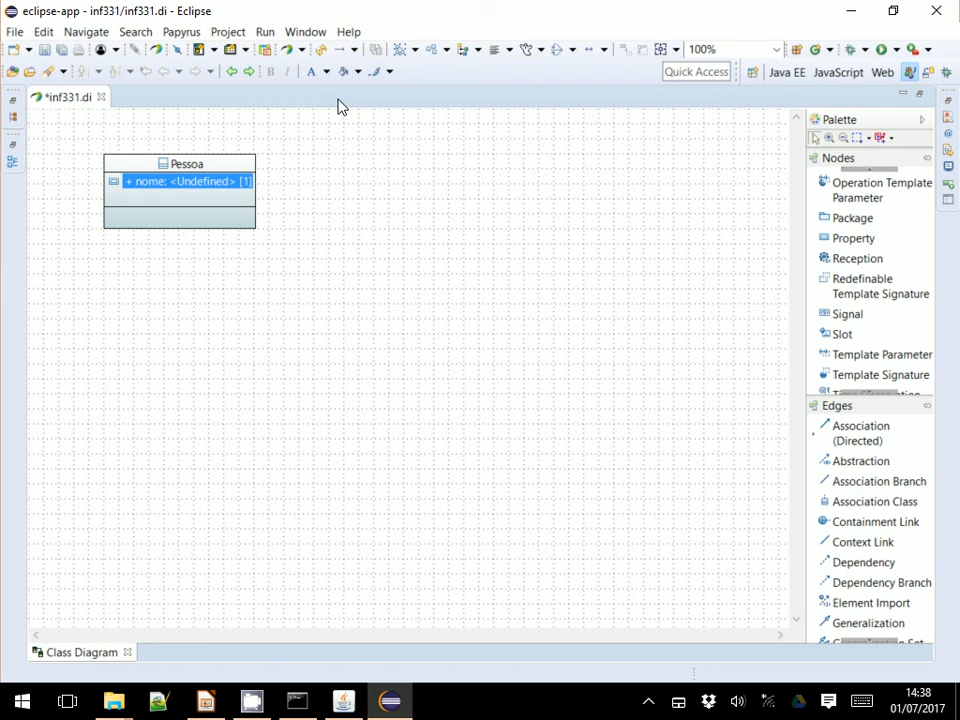 eclipse-app - inf331/inf331.di - Eclipse
File Edit Navigate Search Papyrus Project Run Window Help
100%
B I A Quick Access Java EE JavaScript Web
*inf331.di
Palette
Nodes
Operation Template
Parameter
Package
Property
Reception
Redefinable
Template Signature
Signal
Slot
Template Parameter
Template Signature
Pessoa
+ nome: <Undefined> [1]
Edges
Association
(Directed)
Abstraction
Association Branch
Association Class
Containment Link
Context Link
Dependency
Dependency Branch
Element Import
Generalization
Class Diagram
14:38
01/07/2017